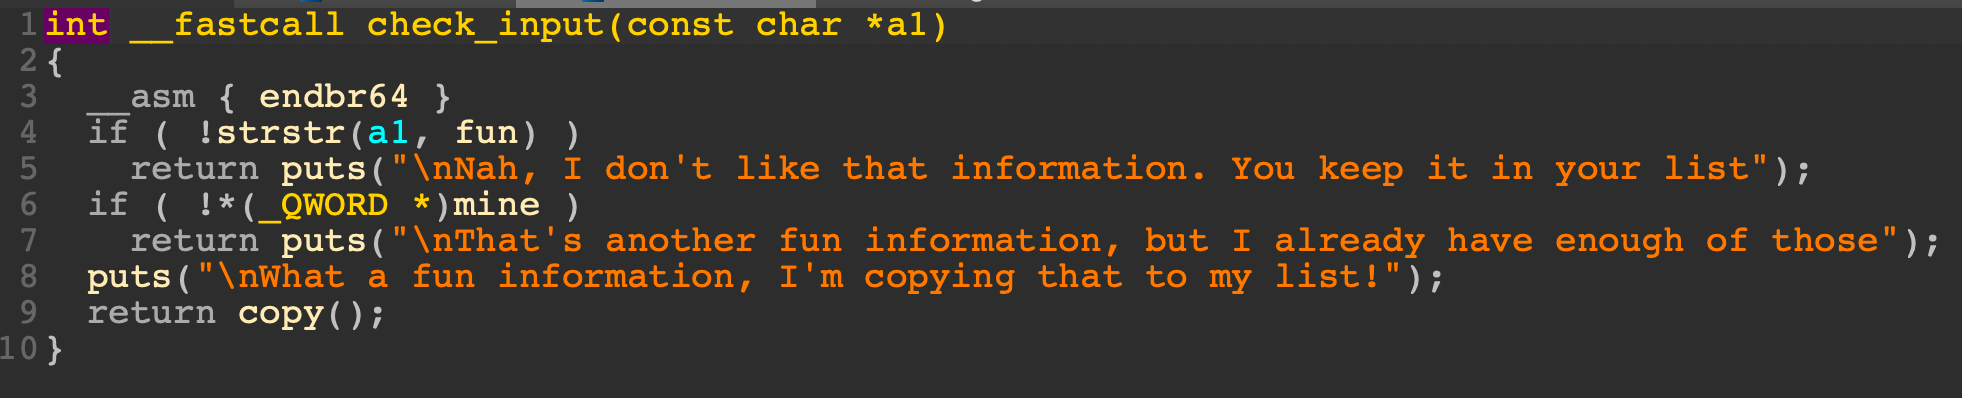 1 int __fastcall check_input(const char *a1)
2 {
3   __asm { endbr64 }
4   if ( !strstr(a1, fun) )
5     return puts("\nNah, I don't like that information. You keep it in your list");
6   if ( !*(_QWORD *)mine )
7     return puts("\nThat's another fun information, but I already have enough of those");
8   puts("\nWhat a fun information, I'm copying that to my list!");
9   return copy();
10 }